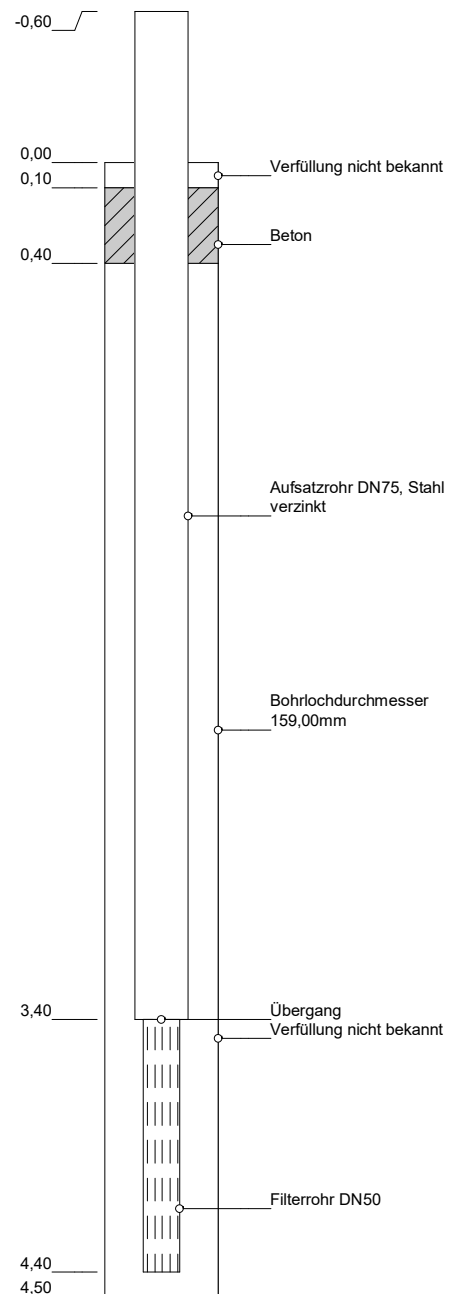 -0,60
0,00
Verfüllung nicht bekannt
0,10
Beton
0,40
Aufsatzrohr DN75, Stahl
verzinkt
Bohrlochdurchmesser
159,00mm
3,40
Übergang
Verfüllung nicht bekannt
Filterrohr DN50
4,40
4,50